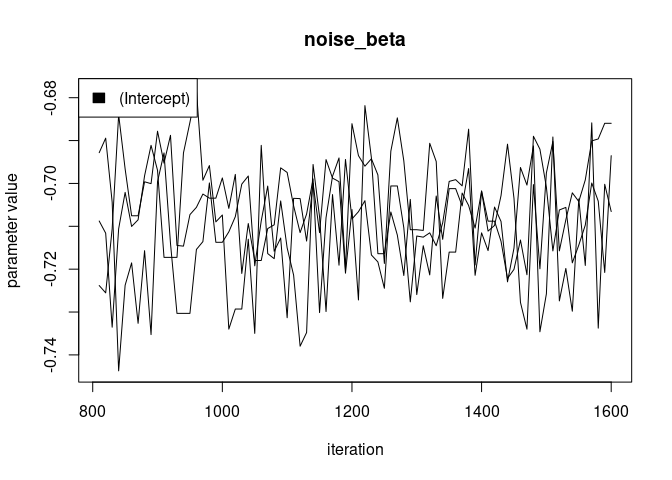 noise_beta
(Intercept)
parameter value
-0.68
-0.70
-0.72
-0.74
800 1000 1200 1400 1600
iteration